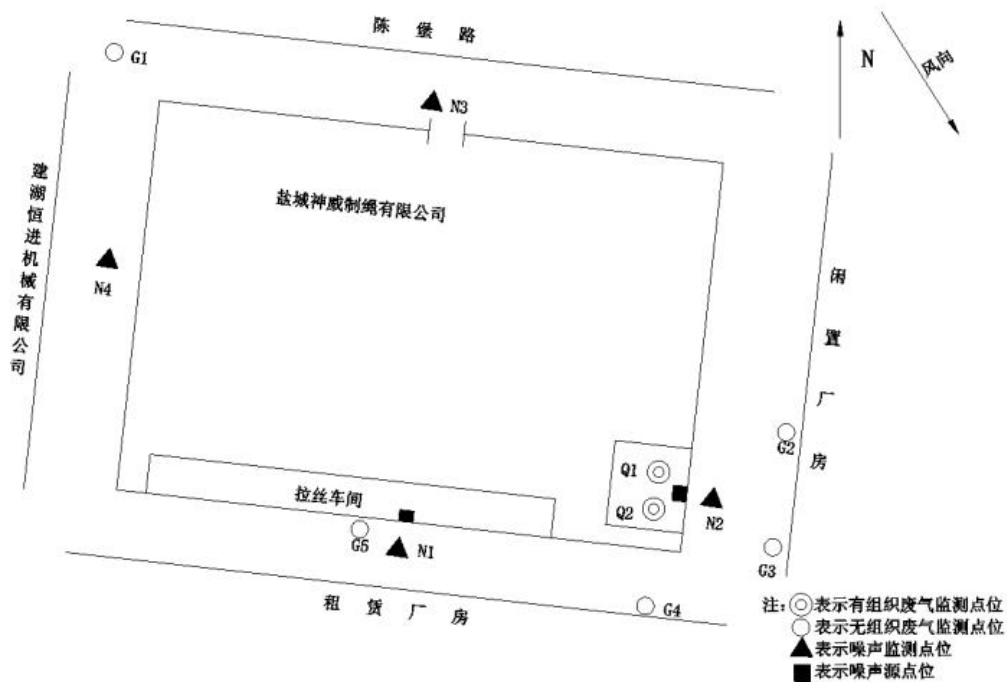 陈堡路
G1
N
风向
N3
建湖恒进机械有限公司
盐城神威制绳有限公司
N4
闲置厂房
G2
Q1
拉丝车间
Q2
N2
G5
N1
G3
租赁厂房
G4
注：表示有组织废气监测点位
表示无组织废气监测点位
表示噪声监测点位
表示噪声源点位